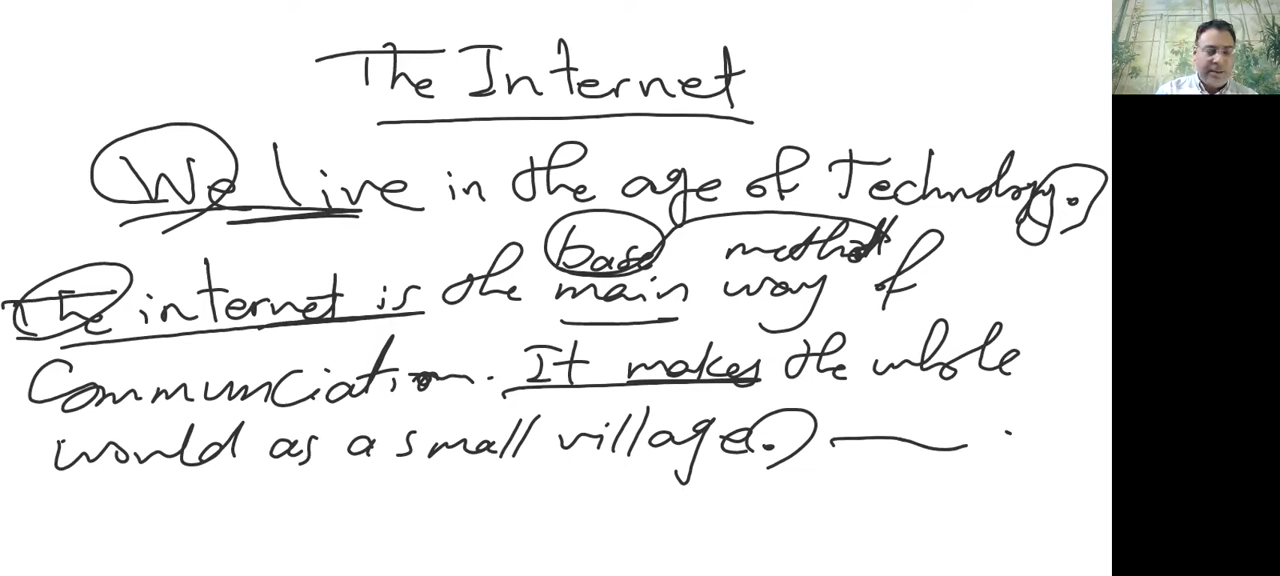 The Internet
We live in the age of Technology.
base method
The internet is the main way of
Communciation. It makes the whole
would as a small village.